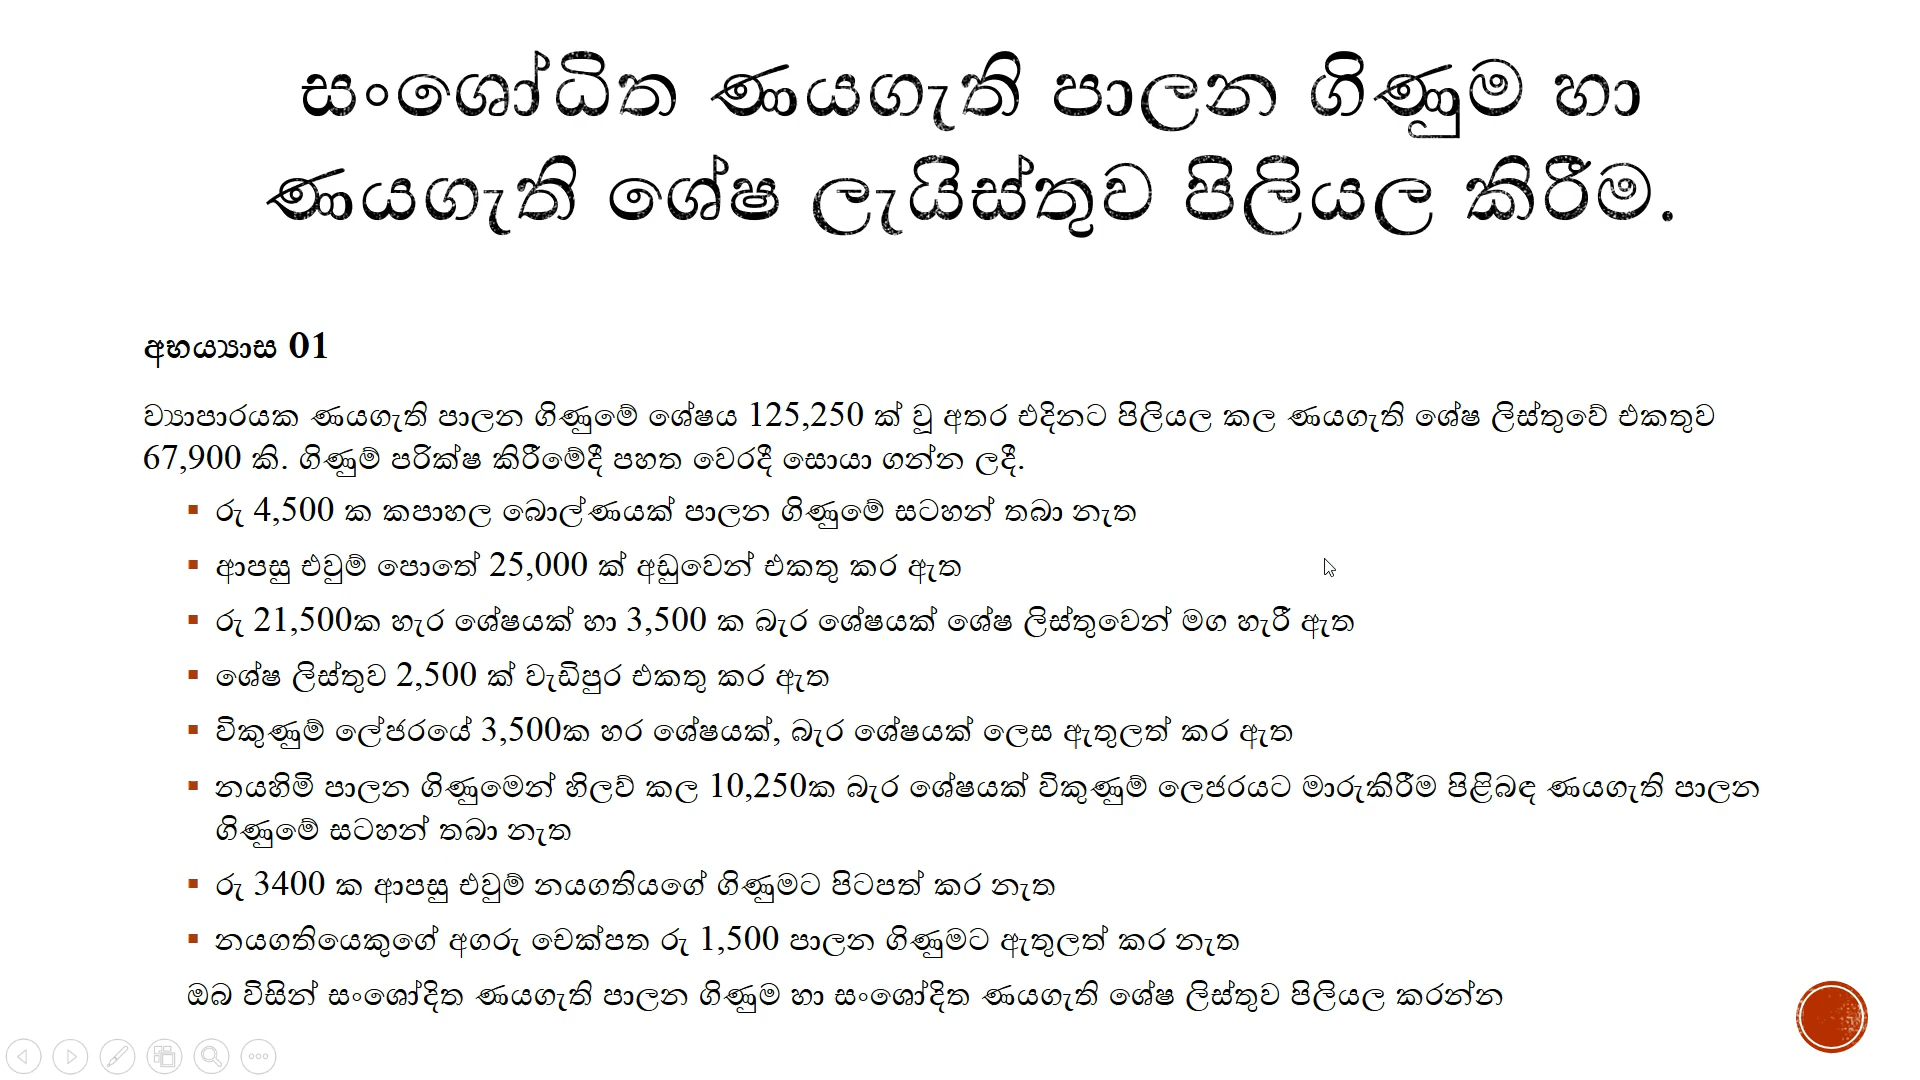 සංශෝධිත ණයගැති පාලන ගිණුම හා
ණයගැති ශේෂ ලැයිස්තුව පිලියල කිරීම.
අභ්‍යයාස 01
ව්‍යාපාරයක ණයගැති පාලන ගිණුමේ ශේෂය 125,250 ක් වූ අතර එදිනට පිලියල කල ණයගැති ශේෂ ලිස්තුවේ එකතුව
67,900 කි. ගිණුම් පරික්ෂ කිරීමේදී පහත වෙරදී සොයා ගන්න ලදී.
▪ රු 4,500 ක කපාහල බොල්ණයක් පාලන ගිණුමේ සටහන් තබා නැත
▪ ආපසු එවුම් පොතේ 25,000 ක් අඩුවෙන් එකතු කර ඇත
▪ රු 21,500ක හැර ශේෂයක් හා 3,500 ක බැර ශේෂයක් ශේෂ ලිස්තුවෙන් මග හැරී ඇත
▪ ශේෂ ලිස්තුව 2,500 ක් වැඩිපුර එකතු කර ඇත
▪ විකුණුම් ලේජරයේ 3,500ක හර ශේෂයක්, බැර ශේෂයක් ලෙස ඇතුලත් කර ඇත
▪ නයහිමි පාලන ගිණුමෙන් හිලව් කල 10,250ක බැර ශේෂයක් විකුණුම් ලෙජරයට මාරුකිරීම පිළිබඳ ණයගැති පාලන
ගිණුමේ සටහන් තබා නැත
▪ රු 3400 ක ආපසු එවුම් නයගතියගේ ගිණුමට පිටපත් කර නැත
▪ නයගතියෙකුගේ අගරු චෙක්පත රු 1,500 පාලන ගිණුමට ඇතුලත් කර නැත
ඔබ විසින් සංශෝදිත ණයගැති පාලන ගිණුම හා සංශෝදිත ණයගැති ශේෂ ලිස්තුව පිලියල කරන්න